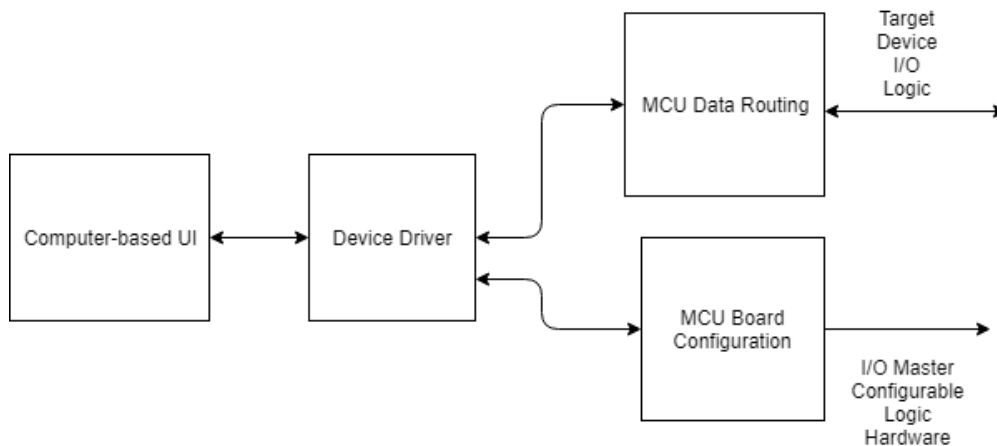 Target
Device
I/O
Logic
MCU Data Routing
Computer-based UI
Device Driver
MCU Board
Configuration
I/O Master
Configurable
Logic
Hardware